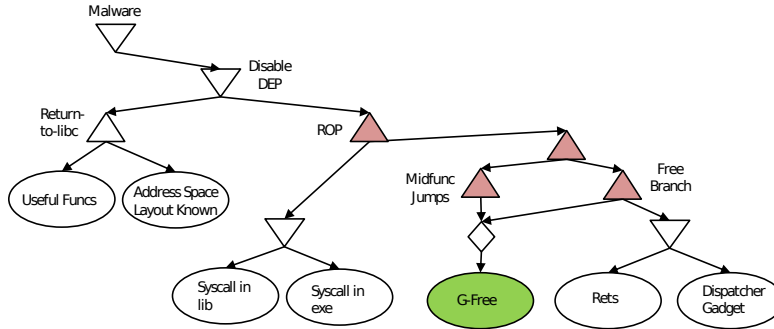 Malware
Disable
DEP
Return-
to-libc
ROP
Free
Branch
Midfunc
Jumps
Useful Funcs
Address Space
Layout Known
Syscall in
lib
Syscall in
exe
G-Free
Rets
Dispatcher
Gadget